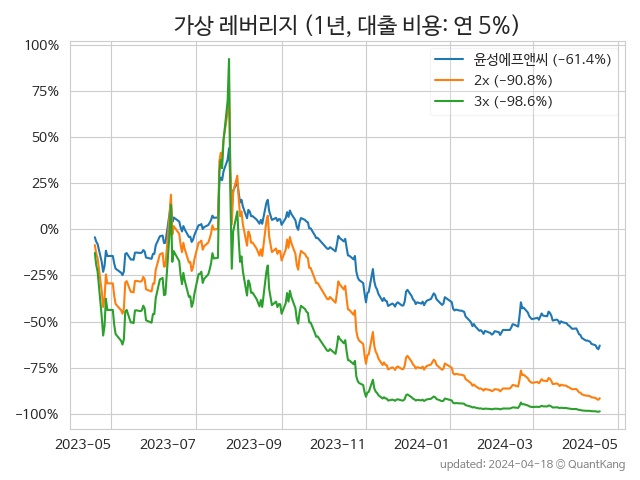 가상 레버리지 (1년, 대출 비용: 연 5%)
100%
75%
50%
25%
0%
−25%
−50%
−75%
−100%
윤성에프앤씨 (−61.4%)
2x (−90.8%)
3x (−98.6%)
2023-05 2023-07 2023-09 2023-11 2024-01 2024-03 2024-05
updated: 2024-04-18 © QuantKang